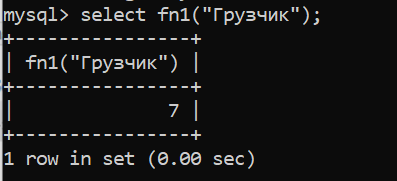 mysql> select fn1("Грузчик");
+----------------+
| fn1("Грузчик") |
+----------------+
|              7 |
+----------------+
1 row in set (0.00 sec)